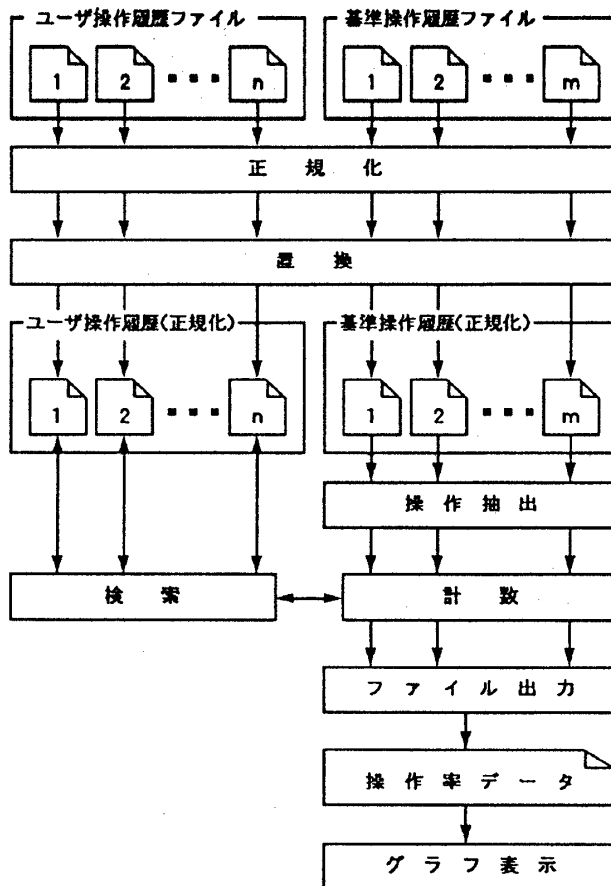 ユーザ操作履歴ファイル
1 2 ■■■ n
基準操作履歴ファイル
1 2 ■■■ m
正規化
置換
ユーザ操作履歴(正規化)
1 2 ■■■ n
基準操作履歴(正規化)
1 2 ■■■ m
操作抽出
検索
計数
ファイル出力
操作率データ
グラフ表示